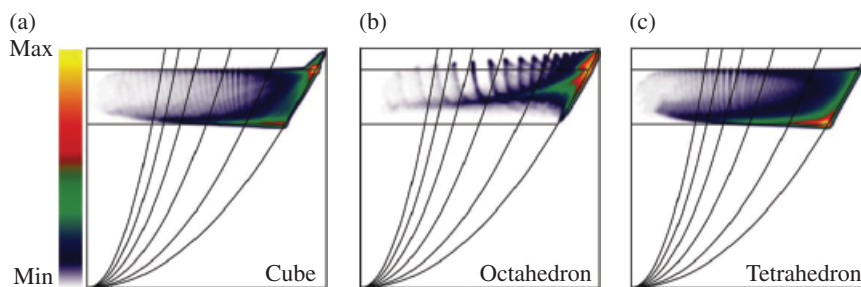 (a)
(b)
(c)
Max
Min
Cube
Octahedron
Tetrahedron